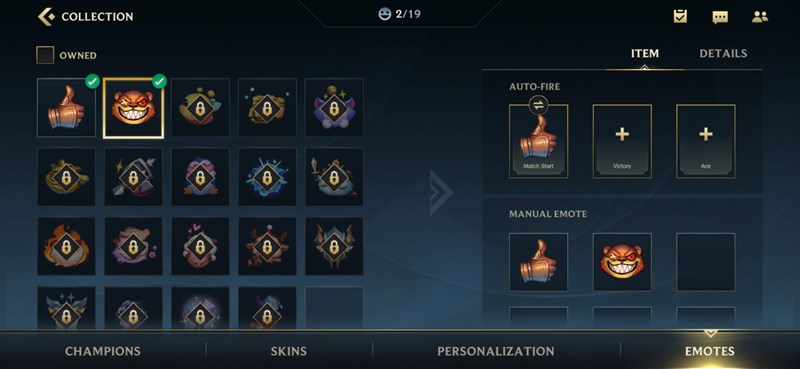 COLLECTION
2/19
OWNED
ITEM
DETAILS
AUTO-FIRE
Match Start
Victory
Ace
MANUAL EMOTE
CHAMPIONS
SKINS
PERSONALIZATION
EMOTES